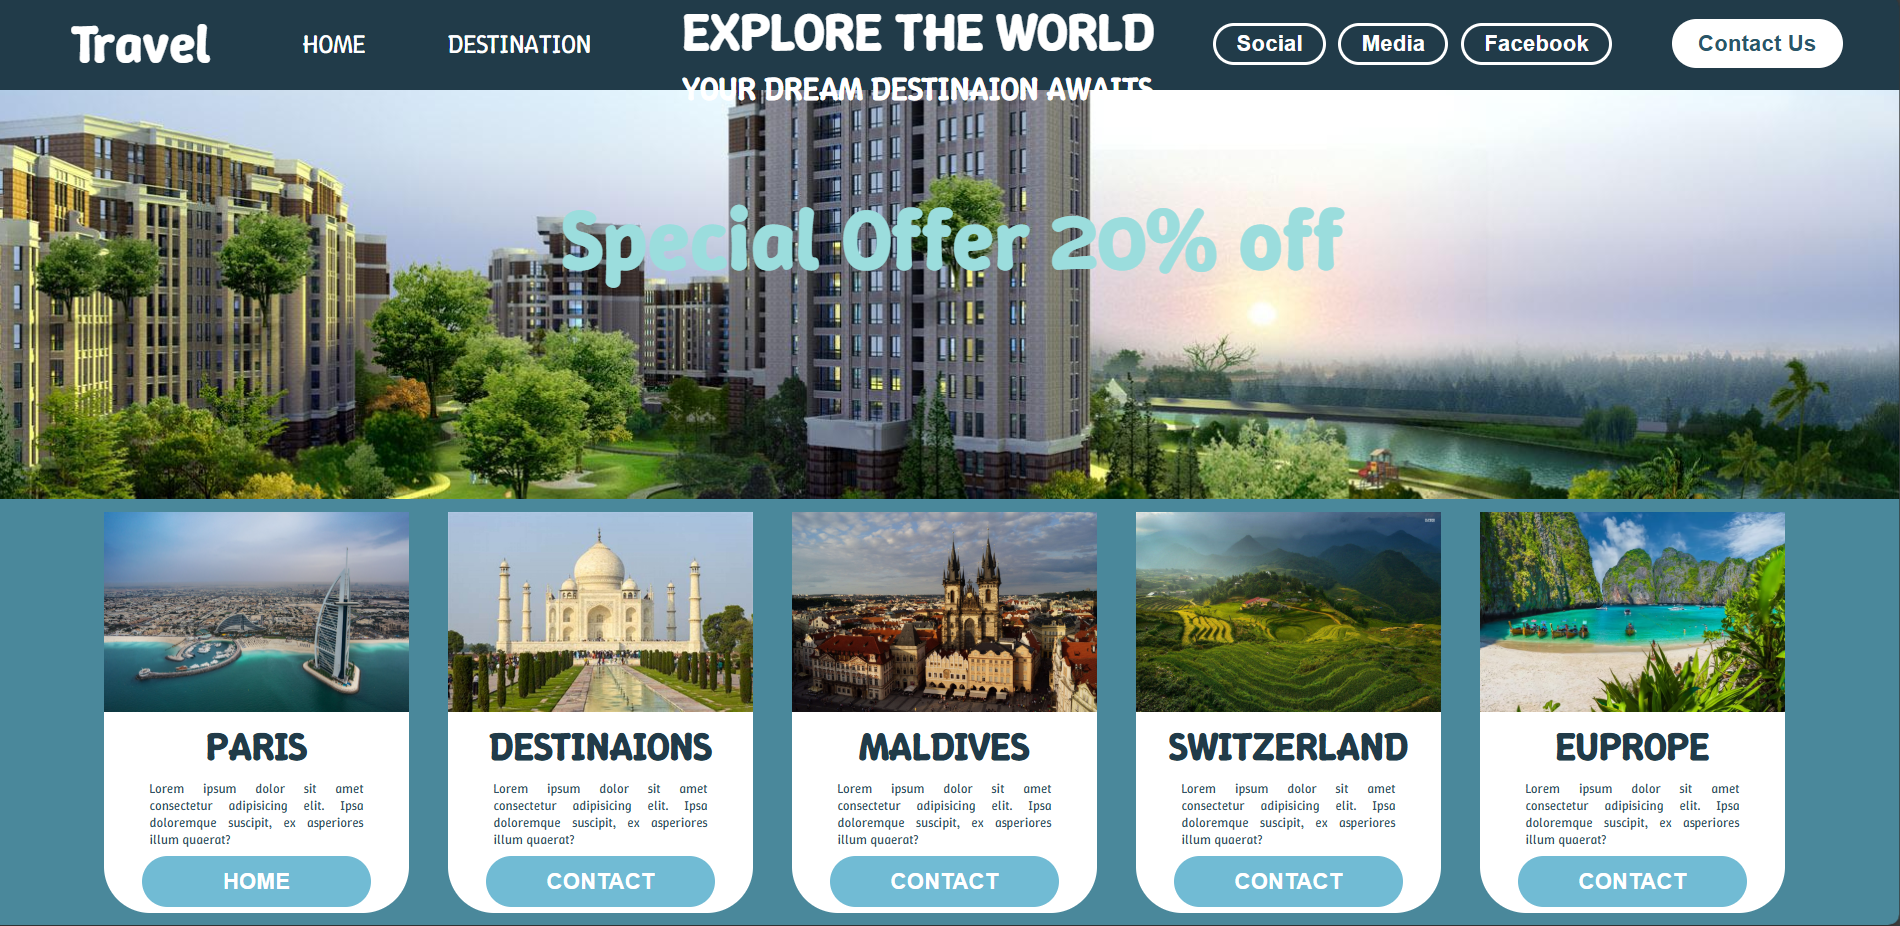 Travel
HOME
DESTINATION
EXPLORE THE WORLD
YOUR DREAM DESTINAION AWAITS
Social
Media
Facebook
Contact Us
Special Offer 20% off
PARIS
Lorem ipsum dolor sit amet
consectetur adipisicing elit. Ipsa
doloremque suscipit, ex asperiores
illum quaerat?
HOME
DESTINAIONS
Lorem ipsum dolor sit amet
consectetur adipisicing elit. Ipsa
doloremque suscipit, ex asperiores
illum quaerat?
CONTACT
MALDIVES
Lorem ipsum dolor sit amet
consectetur adipisicing elit. Ipsa
doloremque suscipit, ex asperiores
illum quaerat?
CONTACT
SWITZERLAND
Lorem ipsum dolor sit amet
consectetur adipisicing elit. Ipsa
doloremque suscipit, ex asperiores
illum quaerat?
CONTACT
EUPROPE
Lorem ipsum dolor sit amet
consectetur adipisicing elit. Ipsa
doloremque suscipit, ex asperiores
illum quaerat?
CONTACT